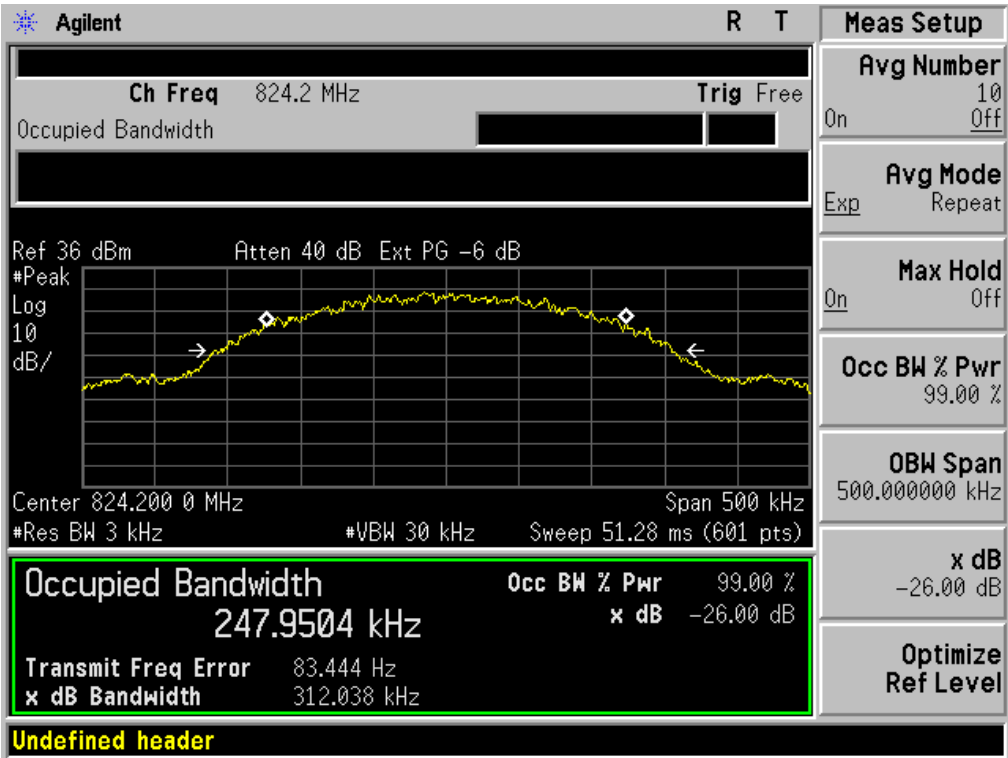 Agilent R T
Ch Freq 824.2 MHz Trig Free
Occupied Bandwidth
Ref 36 dBm Atten 40 dB Ext PG -6 dB
#Peak
Log
10
dB/
Center 824.200 0 MHz Span 500 kHz
#Res BW 3 kHz #VBW 30 kHz Sweep 51.28 ms (601 pts)
Occupied Bandwidth Occ BW % Pwr 99.00 %
247.9504 kHz x dB -26.00 dB
Transmit Freq Error 83.444 Hz
x dB Bandwidth 312.038 kHz
Undefined header
Meas Setup
Avg Number
10
On Off
Avg Mode
Exp Repeat
Max Hold
On Off
Occ BW % Pwr
99.00 %
OBW Span
500.000000 kHz
x dB
-26.00 dB
Optimize
Ref Level